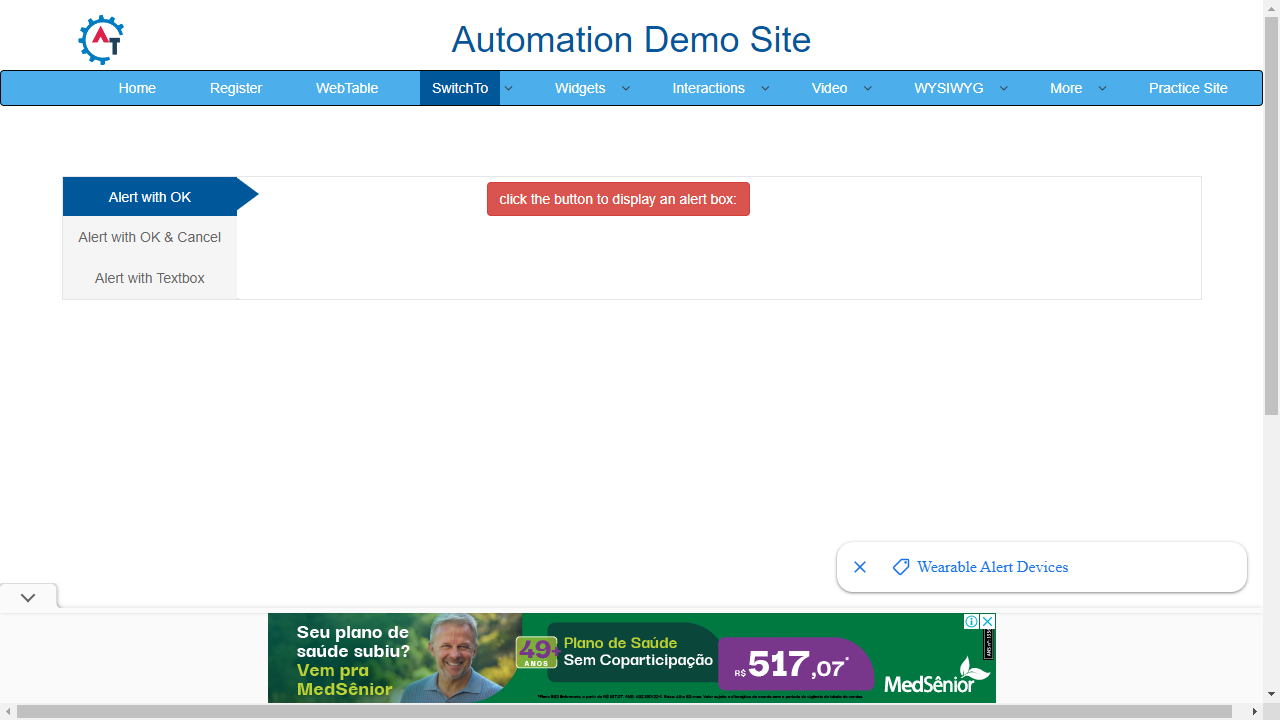 AT
Automation Demo Site
Home
Register
WebTable
SwitchTo
Widgets
Interactions
Video
WYSIWYG
More
Practice Site
Alert with OK
click the button to display an alert box:
Alert with OK & Cancel
Alert with Textbox
Wearable Alert Devices
Seu plano de
saúde subiu?
Vem pra
MedSênior
49+
ANOS
Plano de Saúde
Sem Coparticipação
R$ 517,07*
MedSênior